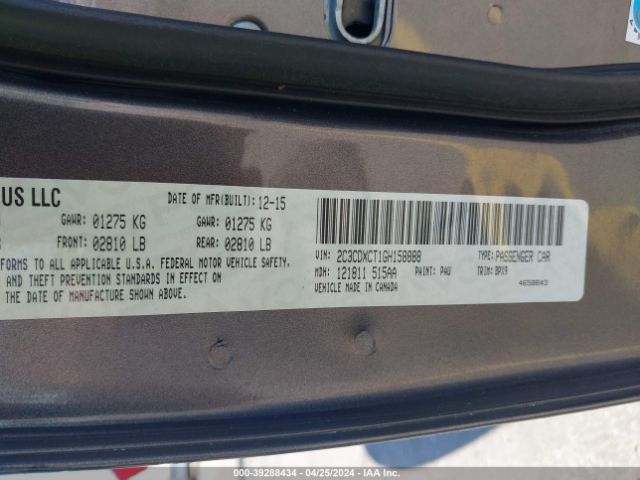 US LLC
DATE OF MFR(BUILT): 12-15
GAWR: 01275 KG GAWR: 01275 KG
FRONT: 02810 LB REAR: 02810 LB
FORMS TO ALL APPLICABLE U.S.A. FEDERAL MOTOR VEHICLE SAFETY,
AND THEFT PREVENTION STANDARDS IN EFFECT ON
THE DATE OF MANUFACTURE SHOWN ABOVE.
VIN: 2C3CDXCT1GH158888 TYPE: PASSENGER CAR
MDH: 121811 515AA PAINT: PAU TRIM: BPX9
VEHICLE MADE IN CANADA
000-39288434 - 04/25/2024 - IAA Inc.